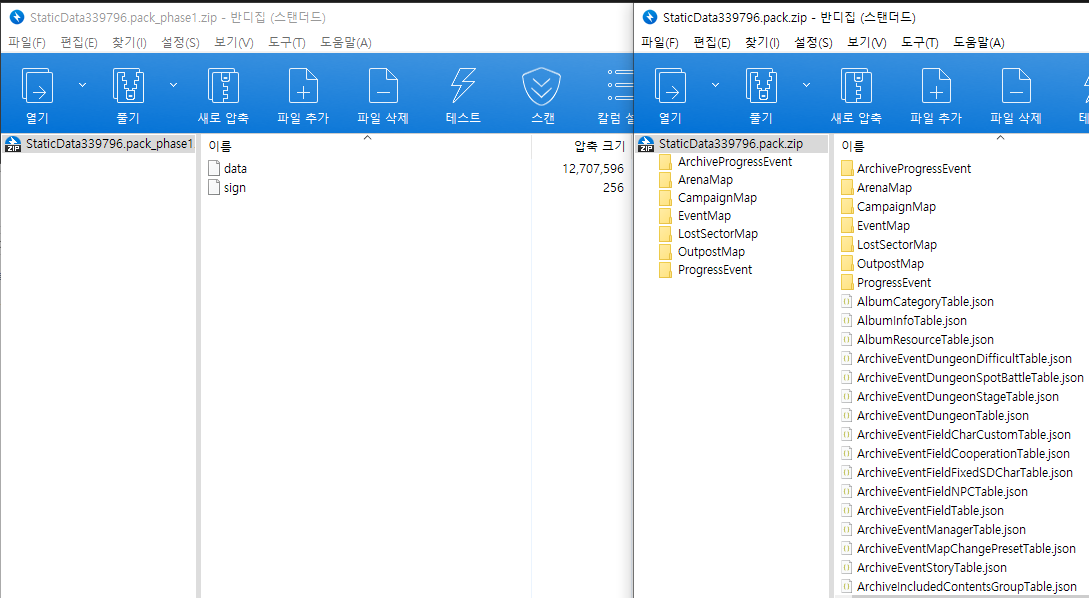 StaticData339796.pack_phase1.zip - 반디집 (스탠더드)
파일(F) 편집(E) 찾기(I) 설정(S) 보기(V) 도구(T) 도움말(A)
열기 풀기 새로 압축 파일 추가 파일 삭제 테스트 스캔 칼럼 설
ZIP StaticData339796.pack_phase1
이름 압축 크기
data 12,707,596
sign 256
StaticData339796.pack.zip - 반디집 (스탠더드)
파일(F) 편집(E) 찾기(I) 설정(S) 보기(V) 도구(T) 도움말(A)
열기 풀기 새로 압축 파일 추가 파일 삭제 테
ZIP StaticData339796.pack.zip
ArchiveProgressEvent
ArenaMap
CampaignMap
EventMap
LostSectorMap
OutpostMap
ProgressEvent
이름
ArchiveProgressEvent
ArenaMap
CampaignMap
EventMap
LostSectorMap
OutpostMap
ProgressEvent
AlbumCategoryTable.json
AlbumInfoTable.json
AlbumResourceTable.json
ArchiveEventDungeonDifficultTable.json
ArchiveEventDungeonSpotBattleTable.json
ArchiveEventDungeonStageTable.json
ArchiveEventDungeonTable.json
ArchiveEventFieldCharCustomTable.json
ArchiveEventFieldCooperationTable.json
ArchiveEventFieldFixedSDCharTable.json
ArchiveEventFieldNPCTable.json
ArchiveEventFieldTable.json
ArchiveEventManagerTable.json
ArchiveEventMapChangePresetTable.json
ArchiveEventStoryTable.json
ArchiveIncludedContentsGroupTable.json